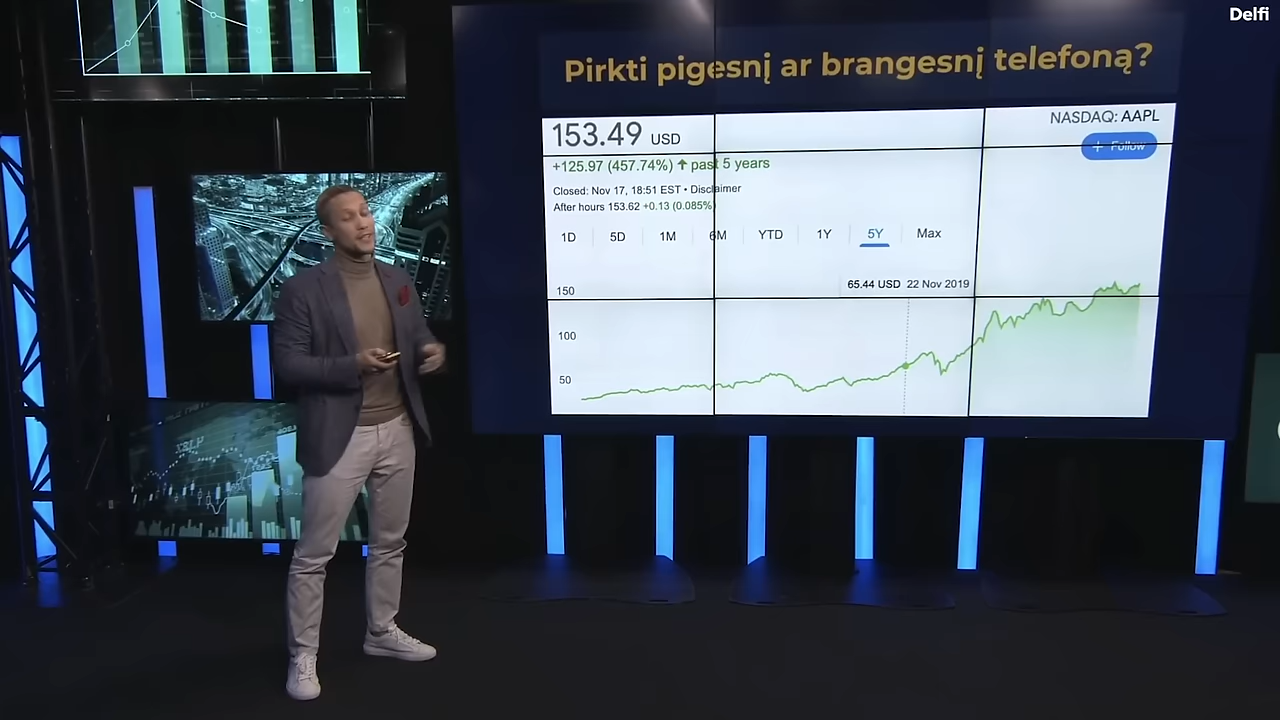 Delfi
Pirkti pigesnį ar brangesnį telefoną?
153.49 USD
NASDAQ: AAPL
+ Follow
+125.97 (457.74%) ↑ past 5 years
Closed: Nov 17, 18:51 EST • Disclaimer
After hours 153.62 +0.13 (0.085%)
1D 5D 1M 6M YTD 1Y 5Y Max
65.44 USD 22 Nov 2019
150
100
50